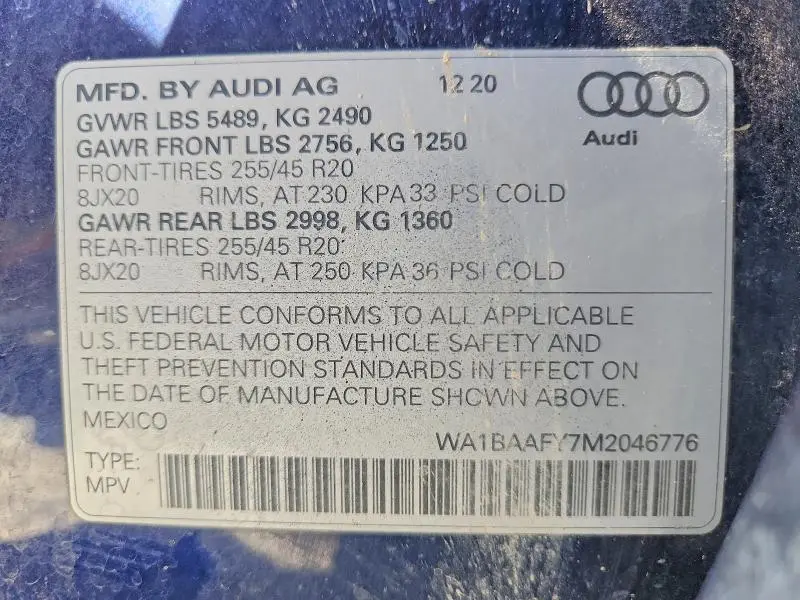 MFD. BY AUDI AG 12 20
GVWR LBS 5489, KG 2490
GAWR FRONT LBS 2756, KG 1250
FRONT-TIRES 255/45 R20
8JX20 RIMS, AT 230 KPA 33 PSI COLD
GAWR REAR LBS 2998, KG 1360
REAR-TIRES 255/45 R20
8JX20 RIMS, AT 250 KPA 36 PSI COLD
Audi
THIS VEHICLE CONFORMS TO ALL APPLICABLE
U.S. FEDERAL MOTOR VEHICLE SAFETY AND
THEFT PREVENTION STANDARDS IN EFFECT ON
THE DATE OF MANUFACTURE SHOWN ABOVE.
MEXICO
WA1BAAFY7M2046776
TYPE:
MPV